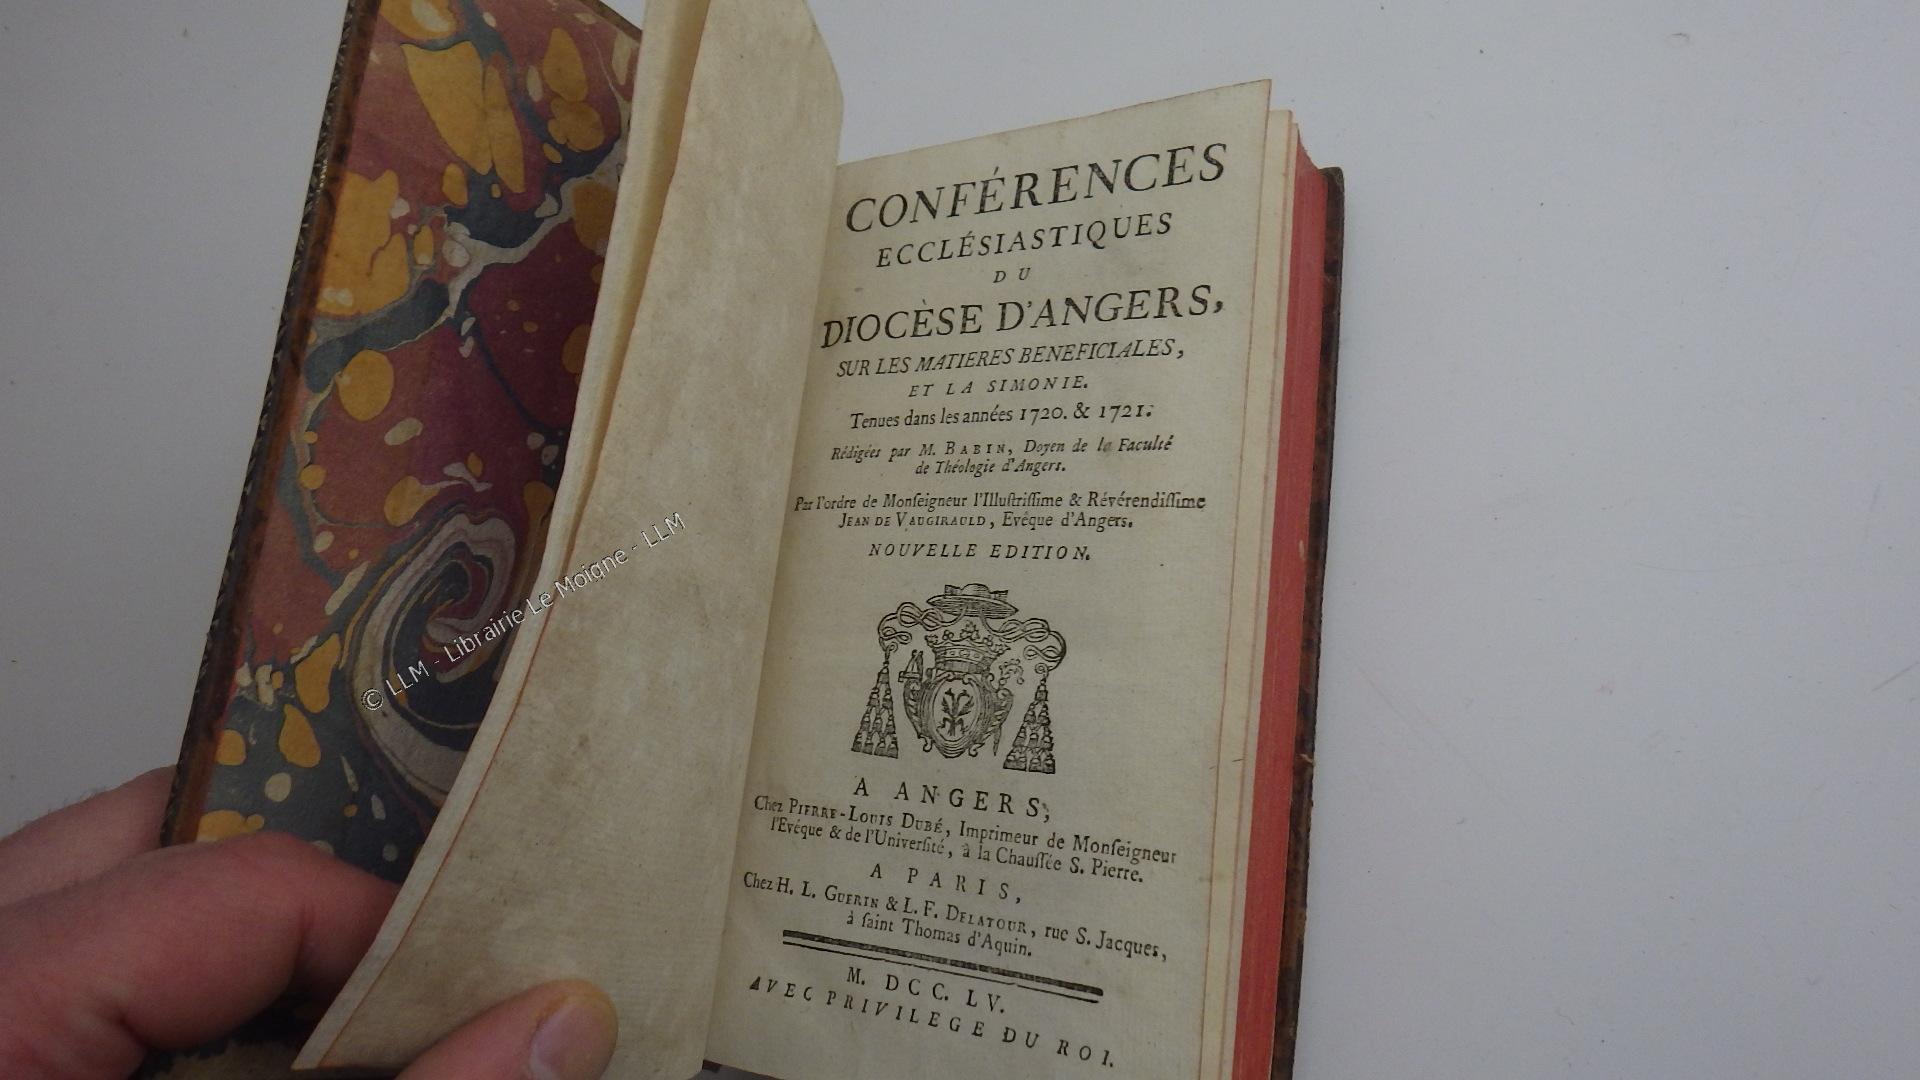 CONFÉRENCES
ECCLÉSIASTIQUES
DU
DIOCÈSE D'ANGERS,
SUR LES MATIERES BENEFICIALES,
ET LA SIMONIE.
Tenues dans les années 1720. & 1721.
Rédigées par M. BABIN, Doyen de la Faculté
de Théologie d'Angers.
Par l'ordre de Monſeigneur l'Illuſtriſſime & Révérendiſſime
JEAN DE VAUGIRAULD, Evêque d'Angers.
NOUVELLE EDITION.
A ANGERS,
Chez PIERRE-LOUIS DUBÉ, Imprimeur de Monſeigneur
l'Evêque & de l'Univerſité, à la Chauſſée S. Pierre.
A PARIS,
Chez H. L. GUERIN & L. F. DELATOUR, rue S. Jacques,
à ſaint Thomas d'Aquin.
M. DCC. LV.
AVEC PRIVILEGE DU ROI.
© LLM - Librairie Le Moigne - LLM